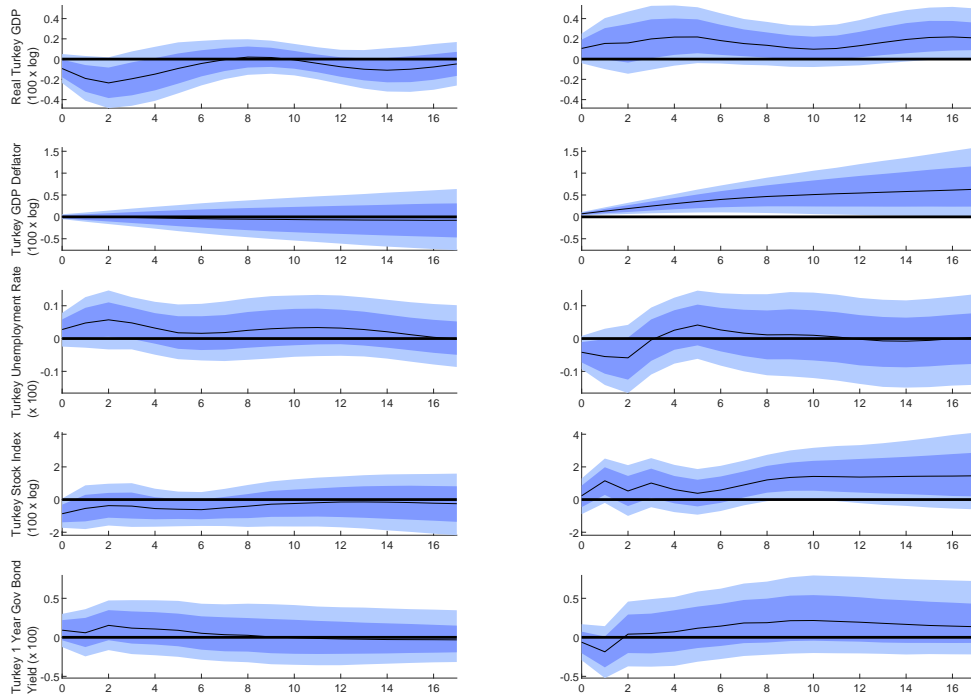 Real Turkey GDP
(100 x log)
0.4
0.2
0
-0.2
-0.4
0 2 4 6 8 10 12 14 16
0.4
0.2
0
-0.2
-0.4
0 2 4 6 8 10 12 14 16
Turkey GDP Deflator
(100 x log)
1.5
1
0.5
0
-0.5
0 2 4 6 8 10 12 14 16
1.5
1
0.5
0
-0.5
0 2 4 6 8 10 12 14 16
Turkey Unemployment Rate
(x 100)
0.1
0
-0.1
0 2 4 6 8 10 12 14 16
0.1
0
-0.1
0 2 4 6 8 10 12 14 16
Turkey Stock Index
(100 x log)
4
2
0
-2
0 2 4 6 8 10 12 14 16
4
2
0
-2
0 2 4 6 8 10 12 14 16
Turkey 1 Year Gov Bond
Yield (x 100)
0.5
0
-0.5
0 2 4 6 8 10 12 14 16
0.5
0
-0.5
0 2 4 6 8 10 12 14 16